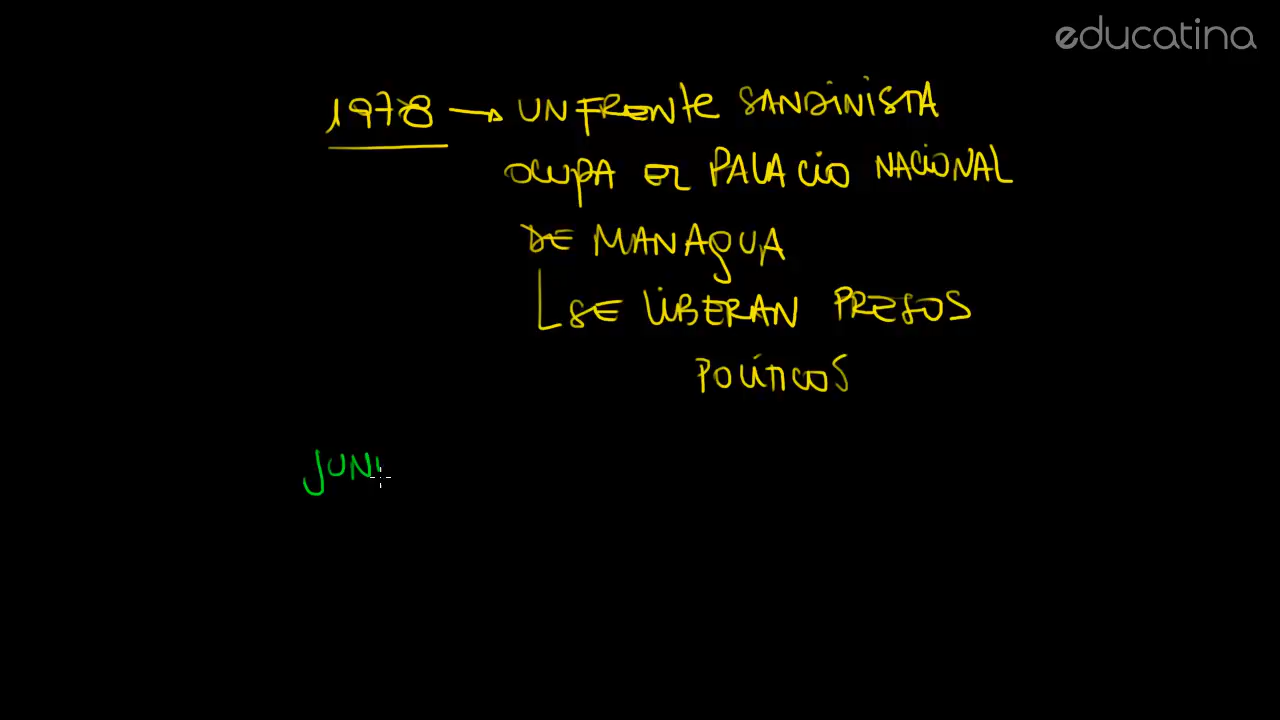 educatina
1978 → UN FRENTE SANDINISTA
OCUPA EL PALACIO NACIONAL
DE MANAGUA
SE LIBERAN PRESOS
POLÍTICOS
JUNI